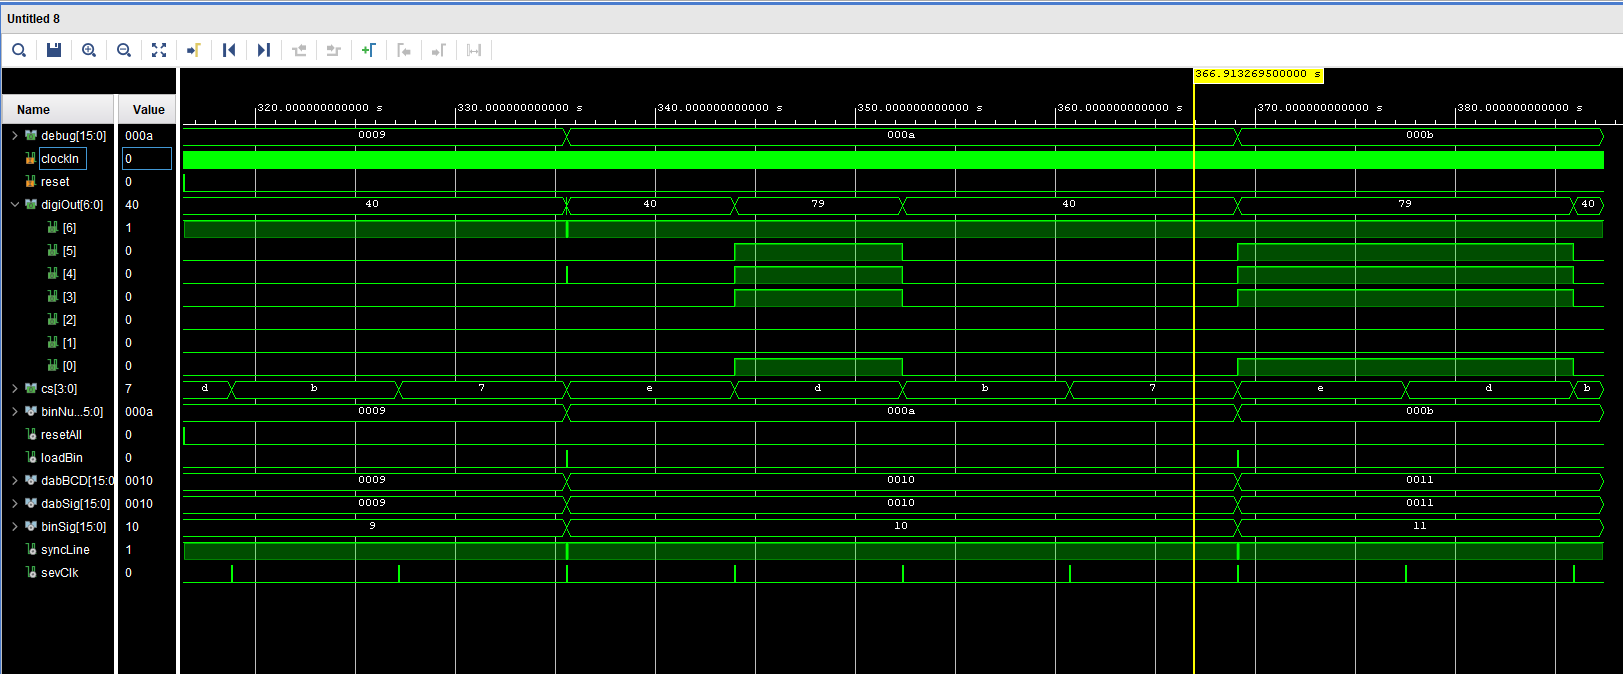 Untitled 8
366.913269500000 s
320.000000000000 s 330.000000000000 s 340.000000000000 s 350.000000000000 s 360.000000000000 s 370.000000000000 s 380.000000000000 s
Name Value
debug[15:0] 000a 0009 000a 000b
clockIn 0
reset 0
digiOut[6:0] 40 40 40 79 40 79 40
[6] 1
[5] 0
[4] 0
[3] 0
[2] 0
[1] 0
[0] 0
cs[3:0] 7 d b 7 e d b 7 e d b
binNu...5:0] 000a 0009 000a 000b
resetAll 0
loadBin 0
dabBCD[15:0 0010 0009 0010 0011
dabSig[15:0] 0010 0009 0010 0011
binSig[15:0] 10 9 10 11
syncLine 1
sevClk 0